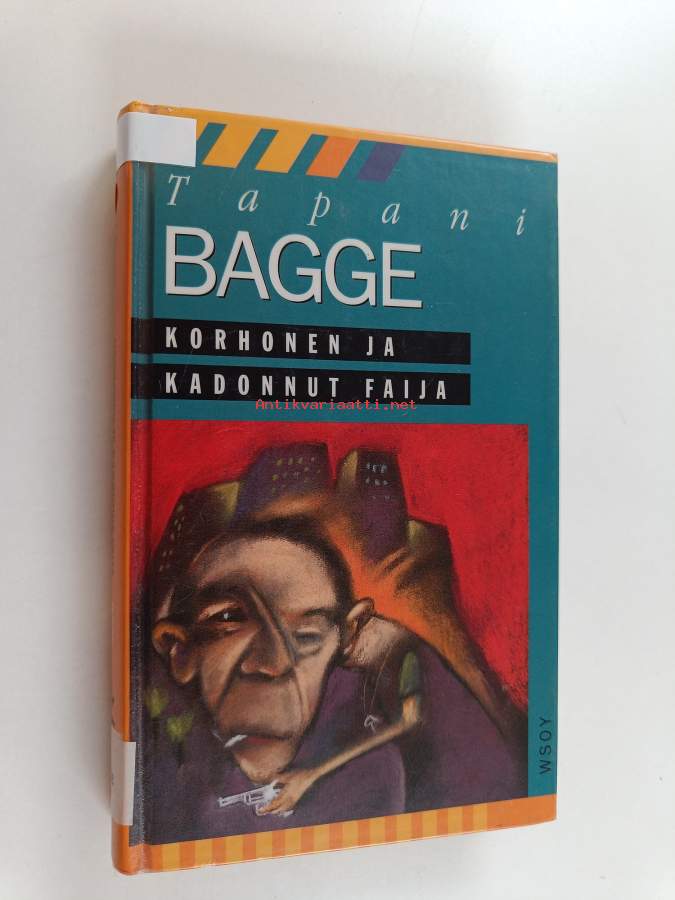 Tapani
BAGGE
KORHONEN JA
KADONNUT FAIJA
Antikvariaatti.net
WSOY